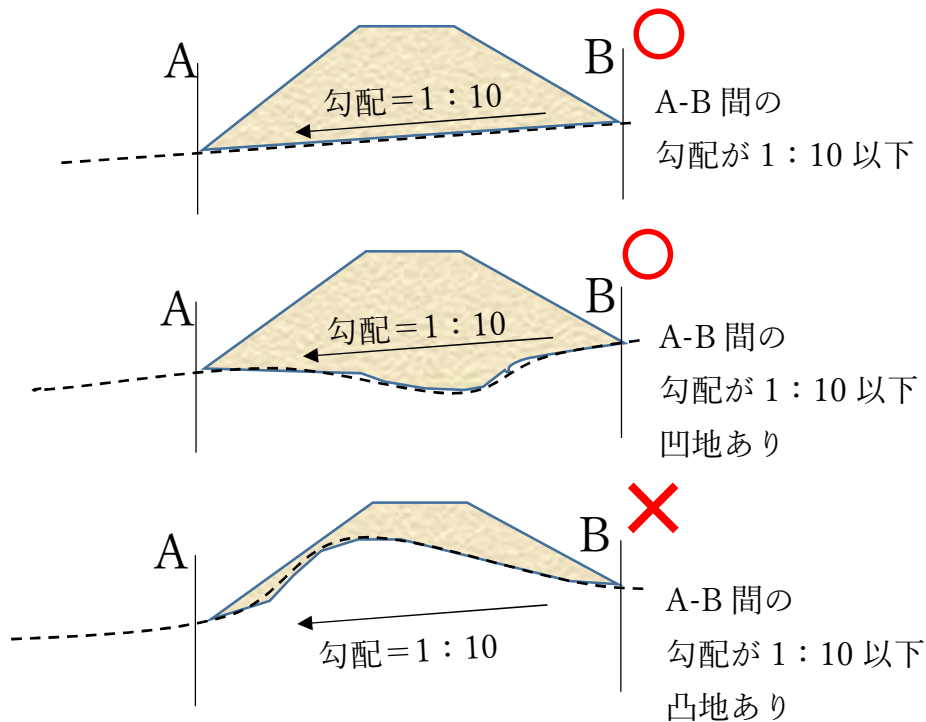 A
B
勾配＝1：10
A-B 間の
勾配が 1：10 以下
A
B
勾配＝1：10
A-B 間の
勾配が 1：10 以下
凹地あり
A
B
勾配＝1：10
A-B 間の
勾配が 1：10 以下
凸地あり